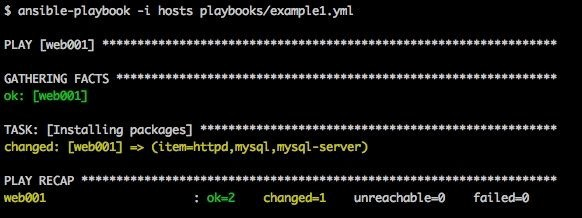 $ ansible-playbook -i hosts playbooks/example1.yml
PLAY [web001] **************************************************************
GATHERING FACTS ************************************************************
ok: [web001]
TASK: [Installing packages] ************************************************
changed: [web001] => (item=httpd,mysql,mysql-server)
PLAY RECAP *****************************************************************
web001 : ok=2 changed=1 unreachable=0 failed=0